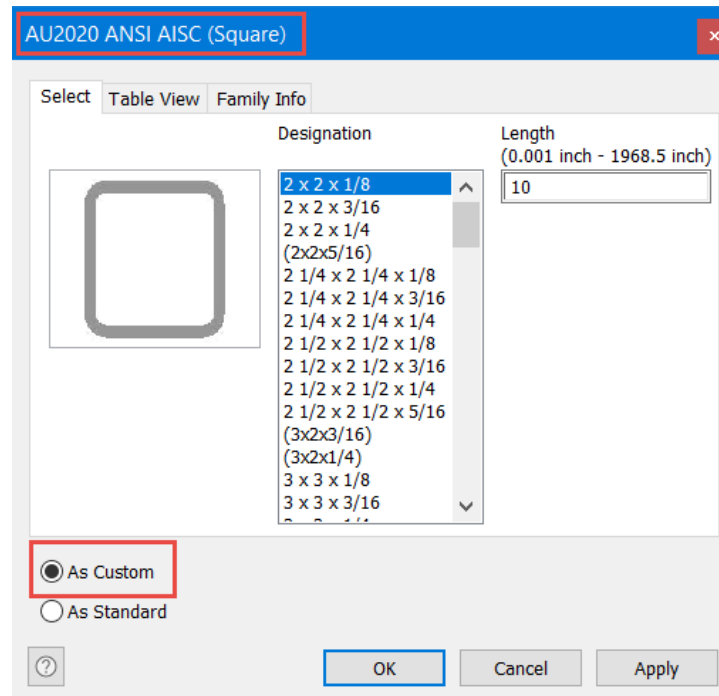 AU2020 ANSI AISC (Square)
Select Table View Family Info
Designation
Length
(0.001 inch - 1968.5 inch)
10
2 x 2 x 1/8
2 x 2 x 3/16
2 x 2 x 1/4
(2x2x5/16)
2 1/4 x 2 1/4 x 1/8
2 1/4 x 2 1/4 x 3/16
2 1/4 x 2 1/4 x 1/4
2 1/2 x 2 1/2 x 1/8
2 1/2 x 2 1/2 x 3/16
2 1/2 x 2 1/2 x 1/4
2 1/2 x 2 1/2 x 5/16
(3x2x3/16)
(3x2x1/4)
3 x 3 x 1/8
3 x 3 x 3/16
As Custom
As Standard
? OK Cancel Apply